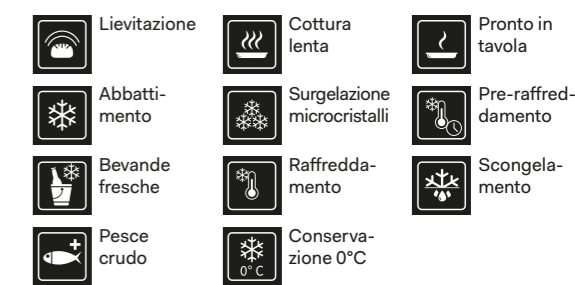 Lievitazione
Cottura
lenta
Pronto in
tavola
Abbatti-
mento
Surgelazione
microcristalli
Pre-raffred-
damento
Bevande
fresche
Raffredda-
mento
Scongela-
mento
Pesce
crudo
0° C
Conserva-
zione 0°C